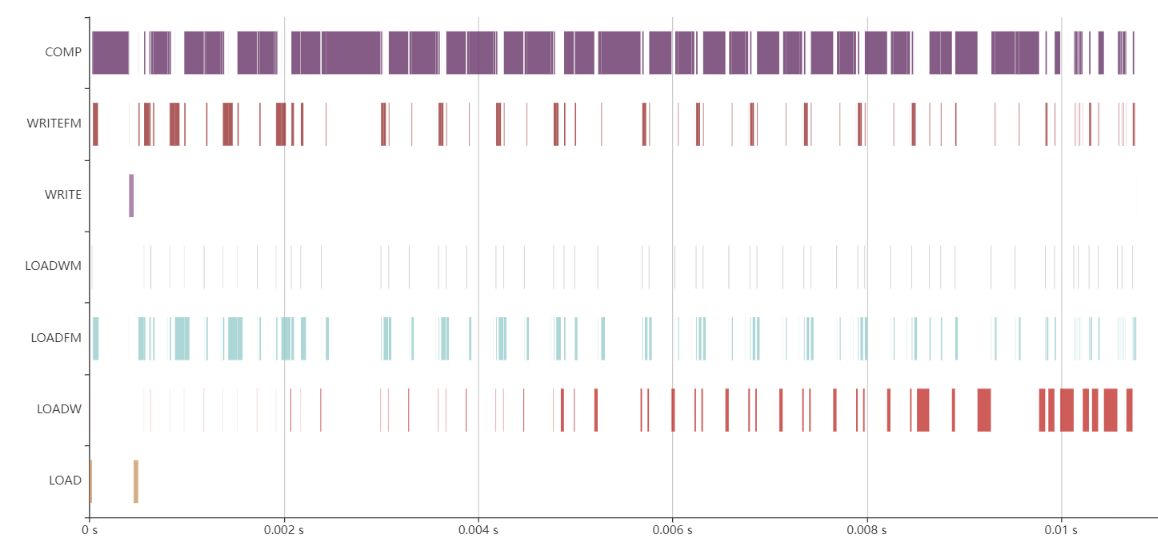 COMP
WRITEFM
WRITE
LOADWM
LOADFM
LOADW
LOAD
0 s 0.002 s 0.004 s 0.006 s 0.008 s 0.01 s